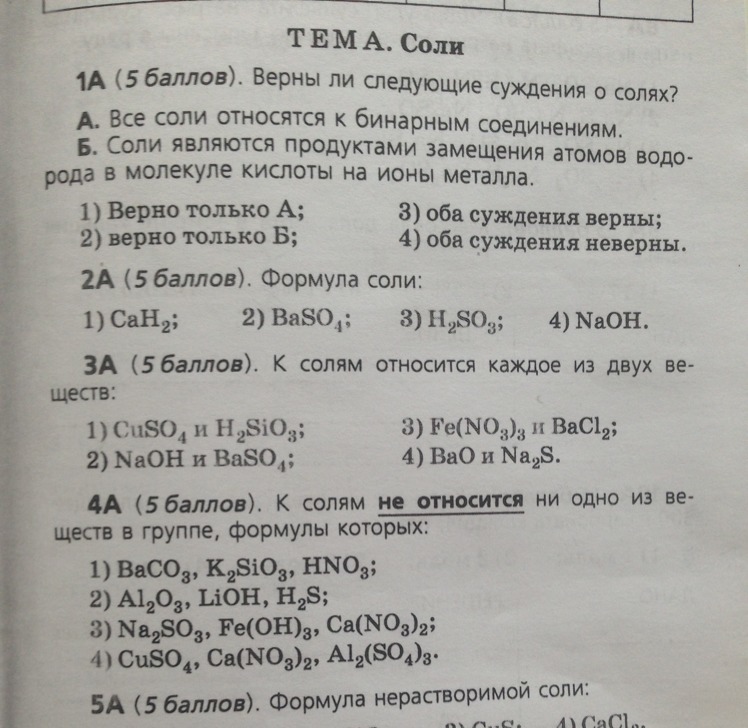 ТЕМА. Соли
1А (5 баллов). Верны ли следующие суждения о солях?
А. Все соли относятся к бинарным соединениям.
Б. Соли являются продуктами замещения атомов водо-
рода в молекуле кислоты на ионы металла.
1) Верно только А; 3) оба суждения верны;
2) верно только Б; 4) оба суждения неверны.
2А (5 баллов). Формула соли:
1) CaH₂; 2) BaSO₄; 3) H₂SO₃; 4) NaOH.
3А (5 баллов). К солям относится каждое из двух ве-
ществ:
1) CuSO₄ и H₂SiO₃; 3) Fe(NO₃)₃ и BaCl₂;
2) NaOH и BaSO₄; 4) BaO и Na₂S.
4А (5 баллов). К солям не относится ни одно из ве-
ществ в группе, формулы которых:
1) BaCO₃, K₂SiO₃, HNO₃;
2) Al₂O₃, LiOH, H₂S;
3) Na₂SO₃, Fe(OH)₃, Ca(NO₃)₂;
4) CuSO₄, Ca(NO₃)₂, Al₂(SO₄)₃.
5А (5 баллов). Формула нерастворимой соли:
3) CuS; 4) CaCl₂.